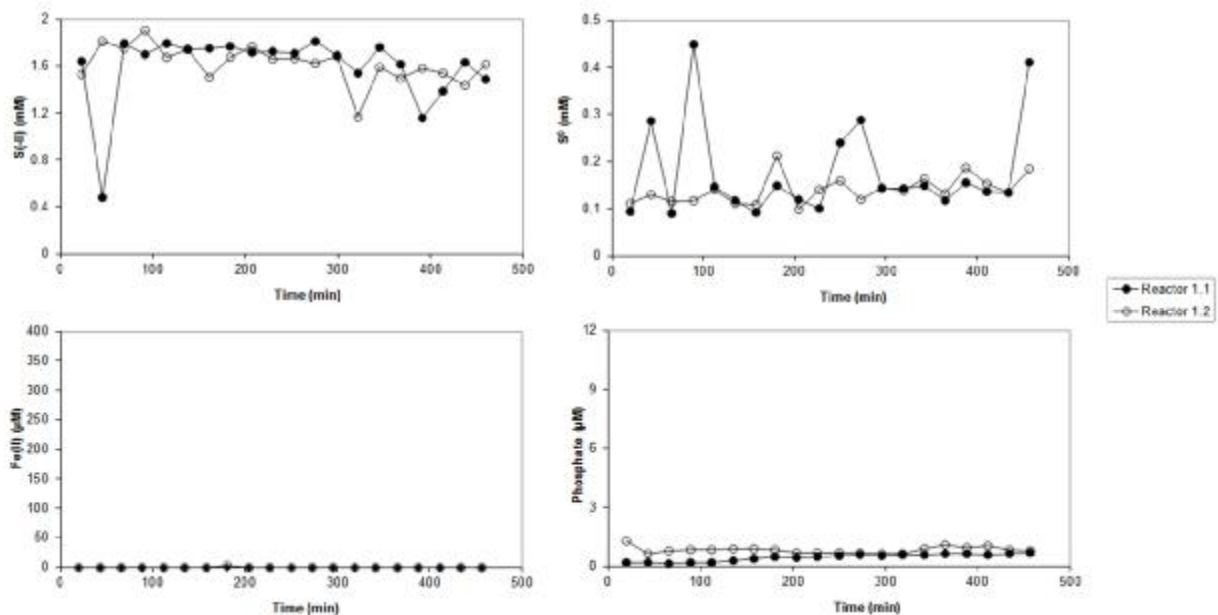 2
1.6
1.2
0.8
0.4
0
S(-II) (mM)
0 100 200 300 400 500
Time (min)
0.5
0.4
0.3
0.2
0.1
0
S⁰ (mM)
0 100 200 300 400 500
Time (min)
Reactor 1.1
Reactor 1.2
400
350
300
250
200
150
100
50
0
Fe(II) (µM)
0 100 200 300 400 500
Time (min)
12
9
6
3
0
Phosphate (µM)
0 100 200 300 400 500
Time (min)